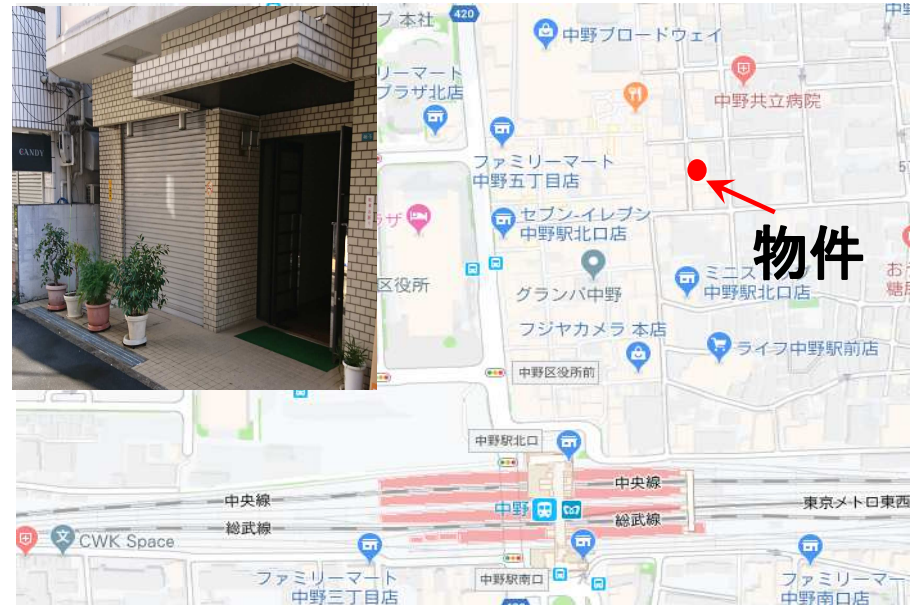 CANDY
プ 本社
420
中野ブロードウェイ
リーマート
プラザ北店
中野共立病院
ファミリーマート
中野五丁目店
セブン-イレブン
中野駅北口店
ラザ
物件
区役所
グランパ中野
ミニス
中野駅北口店
フジヤカメラ 本店
ライフ中野駅前店
中野区役所前
中野駅北口
中央線
中央線
中野
東京メトロ東西
総武線
総武線
CWK Space
ファミリーマート
中野三丁目店
中野駅南口
ファミリーマー
中野南口店